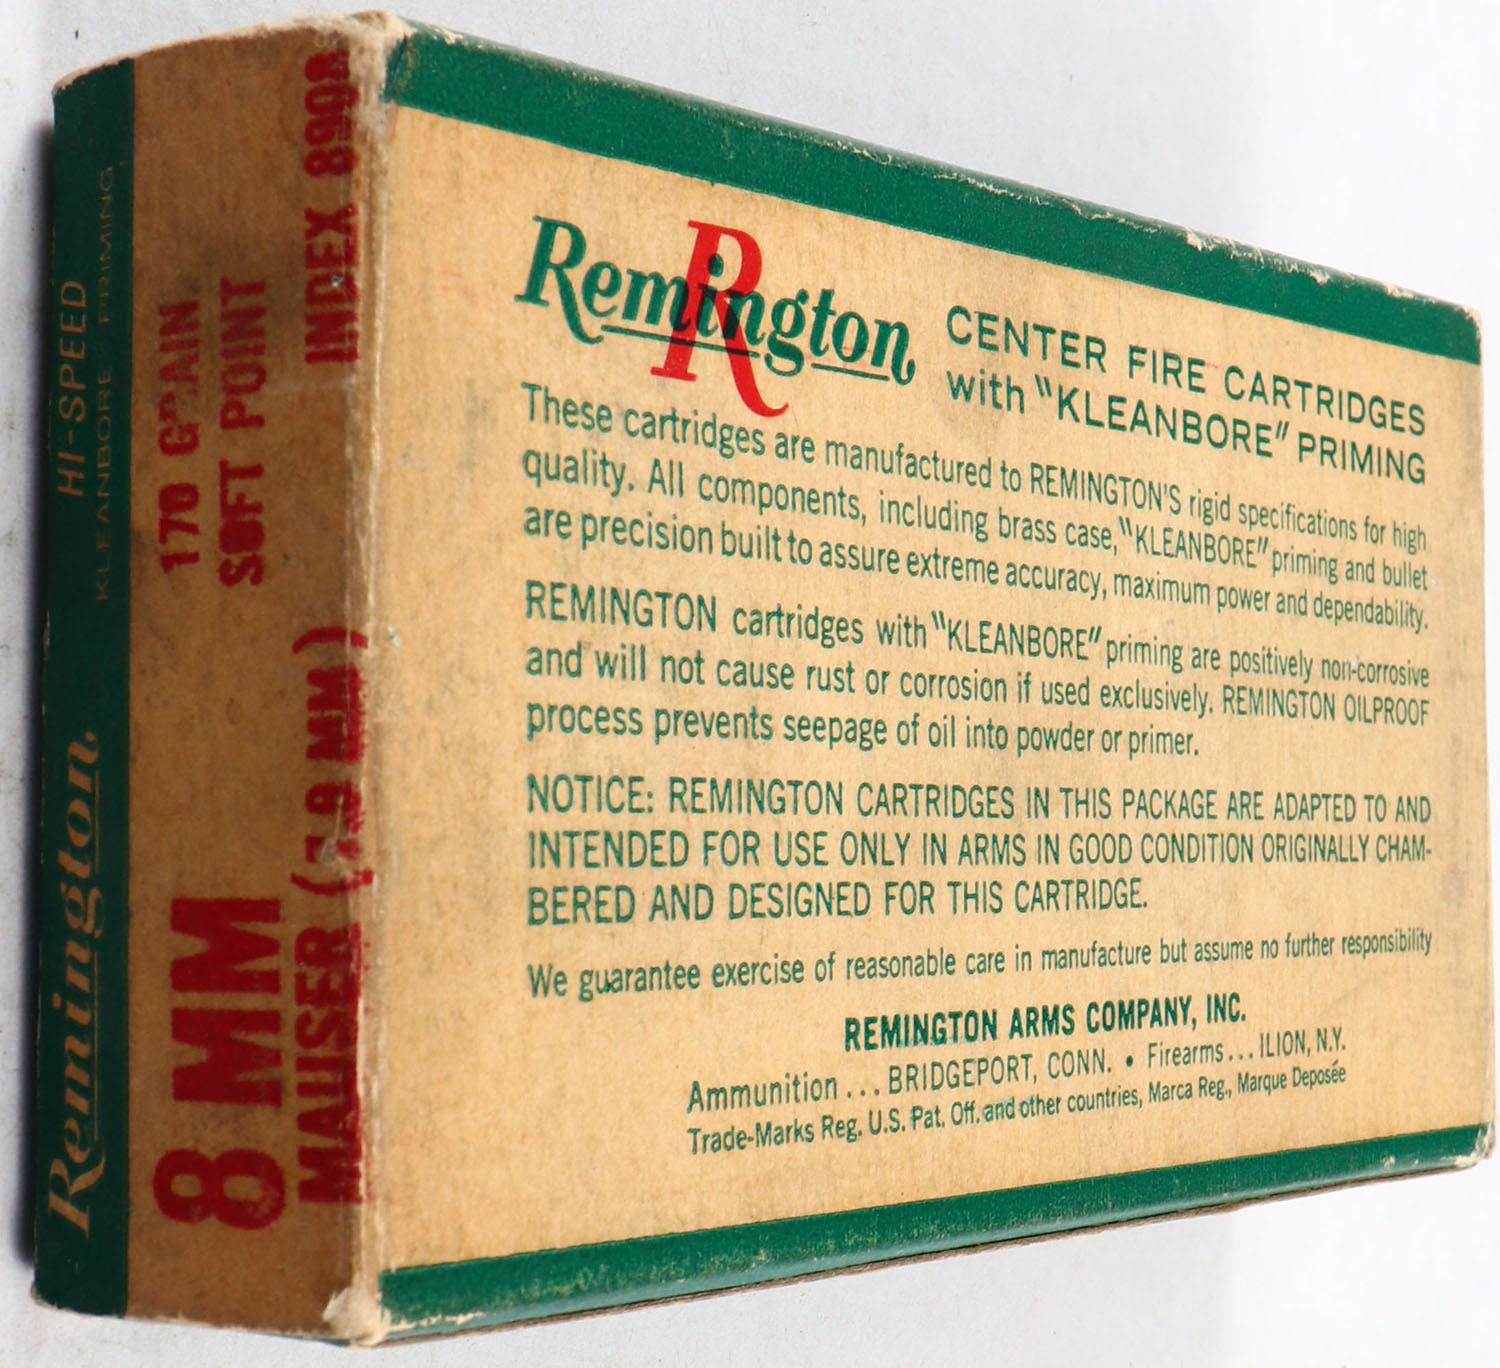 Remington
HI-SPEED
KLEANBORE PRIMING
8 MM
MAUSER (7.9 MM)
170 GRAIN
SOFT POINT
INDEX
R
Remington
CENTER FIRE CARTRIDGES
with "KLEANBORE" PRIMING
These cartridges are manufactured to REMINGTON'S rigid specifications for high
quality. All components, including brass case, "KLEANBORE" priming and bullet
are precision built to assure extreme accuracy, maximum power and dependability.
REMINGTON cartridges with "KLEANBORE" priming are positively non-corrosive
and will not cause rust or corrosion if used exclusively. REMINGTON OILPROOF
process prevents seepage of oil into powder or primer.
NOTICE: REMINGTON CARTRIDGES IN THIS PACKAGE ARE ADAPTED TO AND
INTENDED FOR USE ONLY IN ARMS IN GOOD CONDITION ORIGINALLY CHAM-
BERED AND DESIGNED FOR THIS CARTRIDGE.
We guarantee exercise of reasonable care in manufacture but assume no further responsibility
REMINGTON ARMS COMPANY, INC.
Ammunition ... BRIDGEPORT, CONN. • Firearms ... ILION, N.Y.
Trade-Marks Reg. U.S. Pat. Off. and other countries, Marca Reg., Marque Deposée